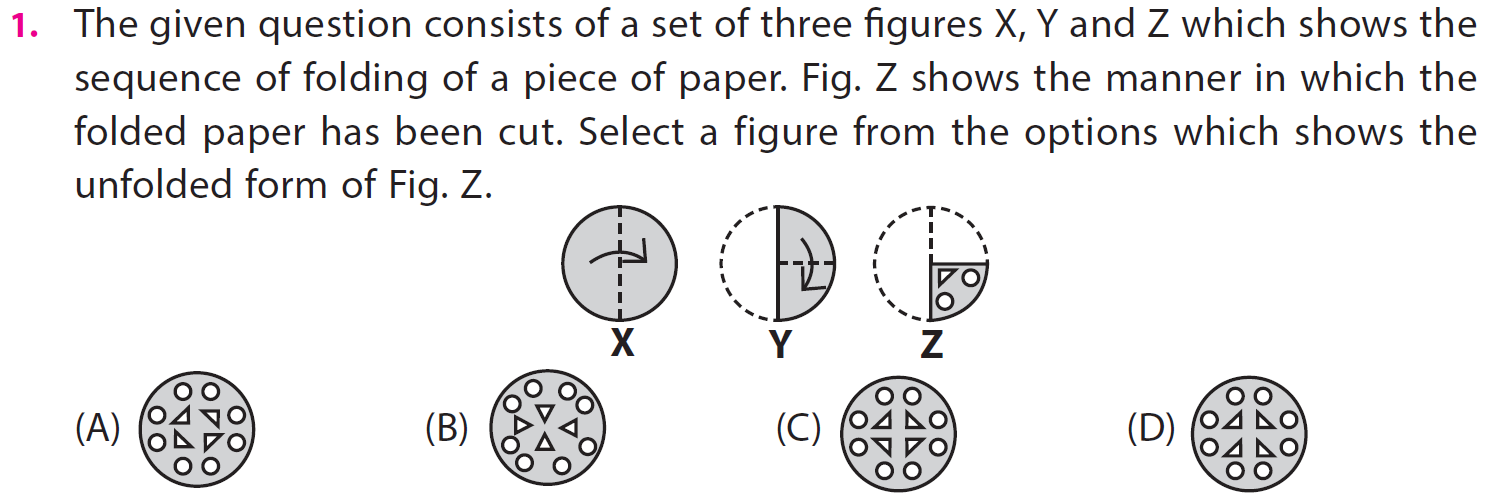 1. The given question consists of a set of three figures X, Y and Z which shows the
sequence of folding of a piece of paper. Fig. Z shows the manner in which the
folded paper has been cut. Select a figure from the options which shows the
unfolded form of Fig. Z.
X Y Z
(A) (B) (C) (D)